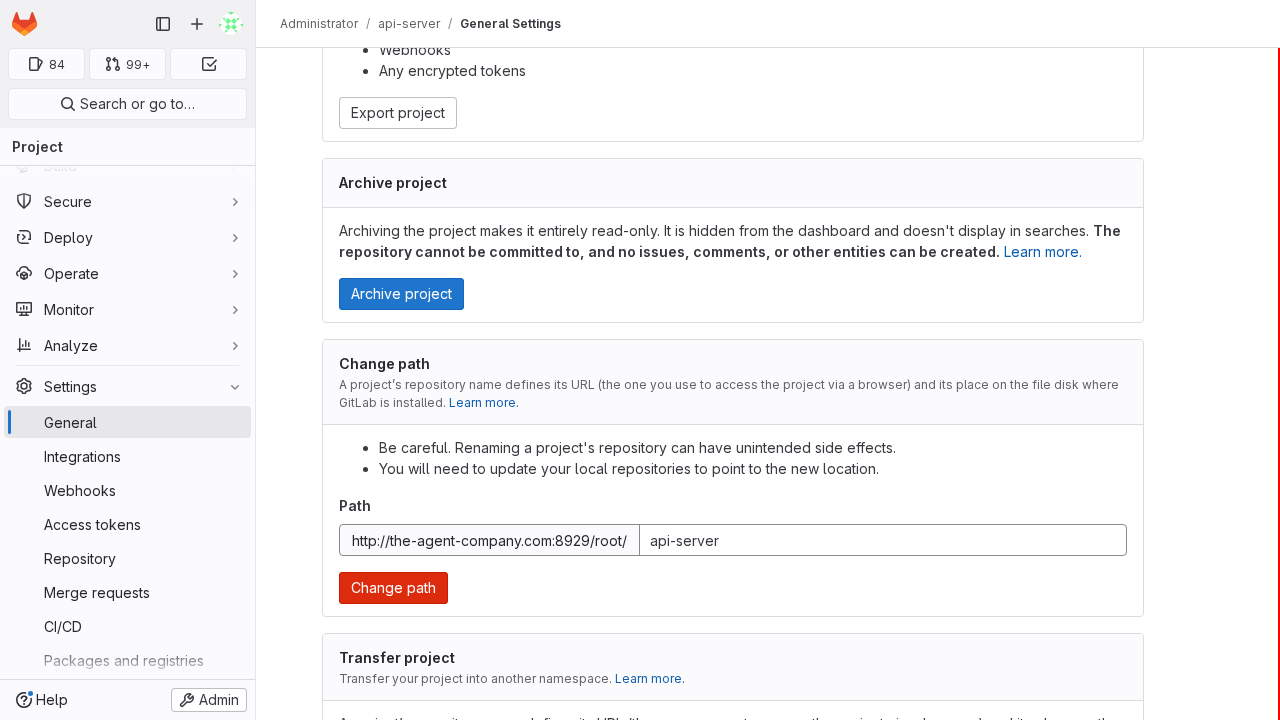 Administrator / api-server / General Settings
84
99+
Search or go to…
Project
Build
Secure
Deploy
Operate
Monitor
Analyze
Settings
General
Integrations
Webhooks
Access tokens
Repository
Merge requests
CI/CD
Packages and registries
Help
Admin
Webhooks
Any encrypted tokens
Export project
Archive project
Archiving the project makes it entirely read-only. It is hidden from the dashboard and doesn't display in searches. The
repository cannot be committed to, and no issues, comments, or other entities can be created. Learn more.
Archive project
Change path
A project’s repository name defines its URL (the one you use to access the project via a browser) and its place on the file disk where
GitLab is installed. Learn more.
Be careful. Renaming a project's repository can have unintended side effects.
You will need to update your local repositories to point to the new location.
Path
http://the-agent-company.com:8929/root/ api-server
Change path
Transfer project
Transfer your project into another namespace. Learn more.